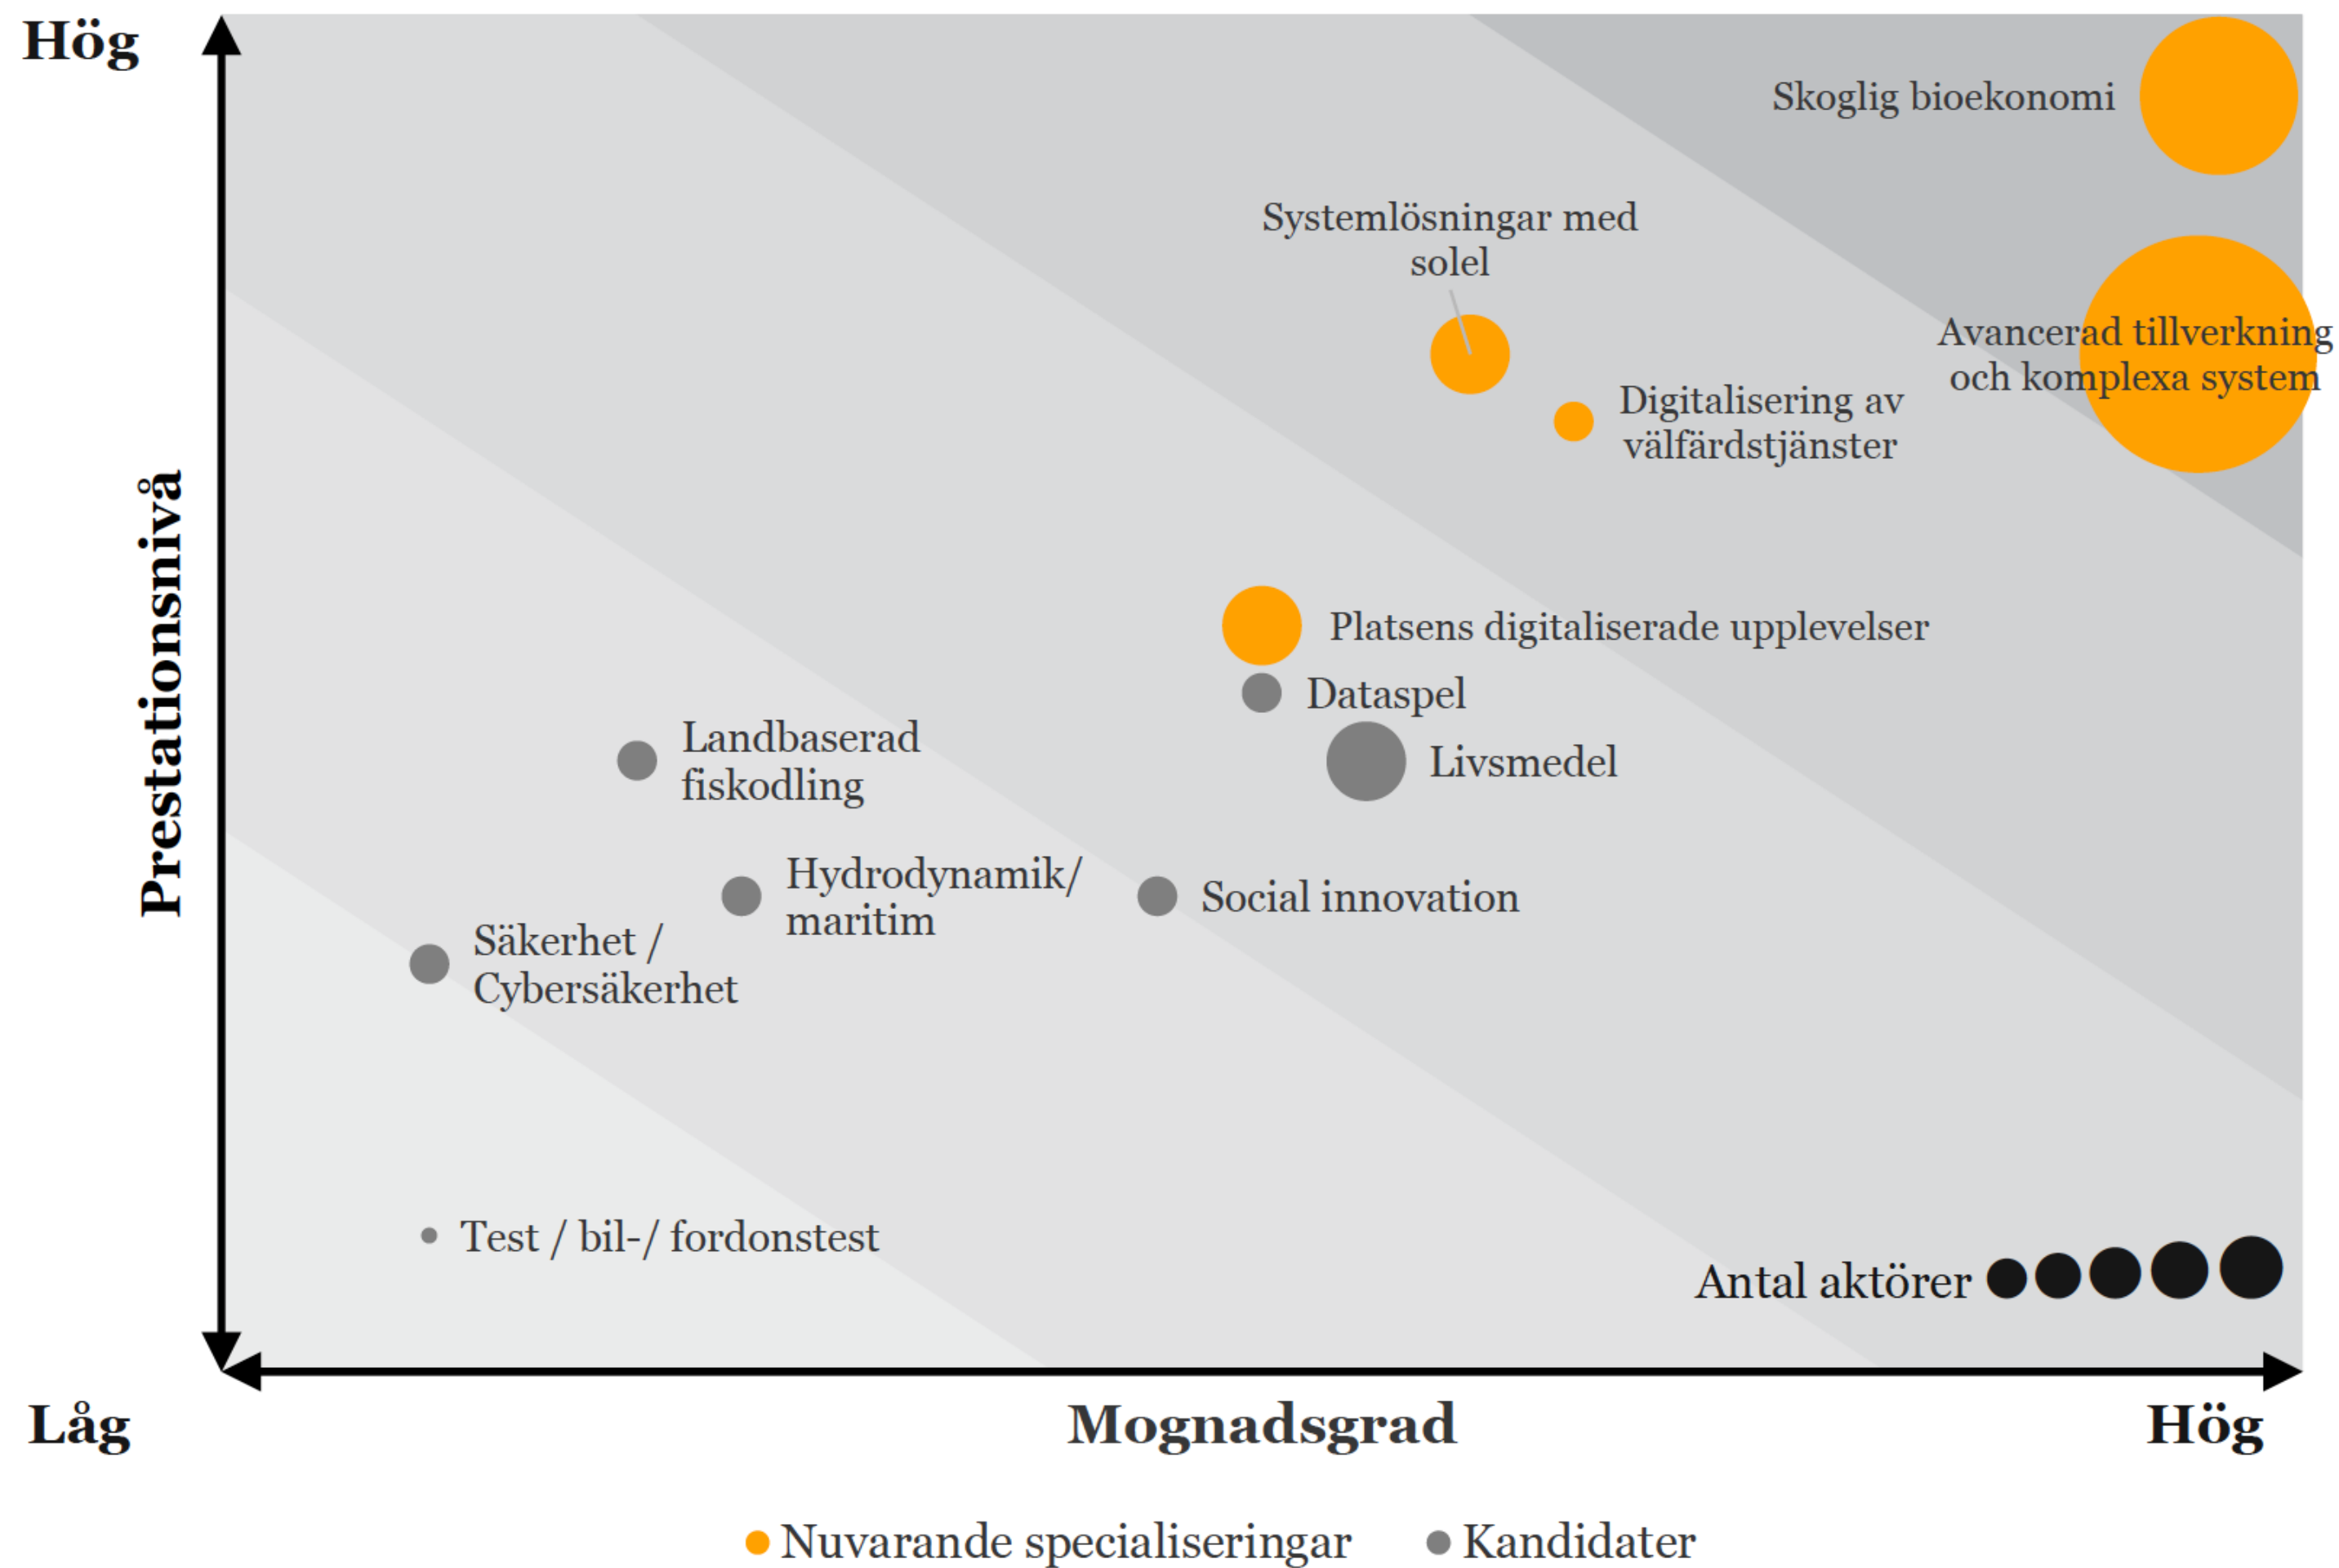 Hög
Skoglig bioekonomi
Systemlösningar med
solel
Avancerad tillverkning
och komplexa system
Digitalisering av
välfärdstjänster
Prestationsnivå
Platsens digitaliserade upplevelser
Dataspel
Landbaserad
fiskodling
Livsmedel
Hydrodynamik/
maritim
Social innovation
Säkerhet /
Cybersäkerhet
Test / bil-/ fordonstest
Antal aktörer
Låg
Mognadsgrad
Hög
Nuvarande specialiseringar
Kandidater